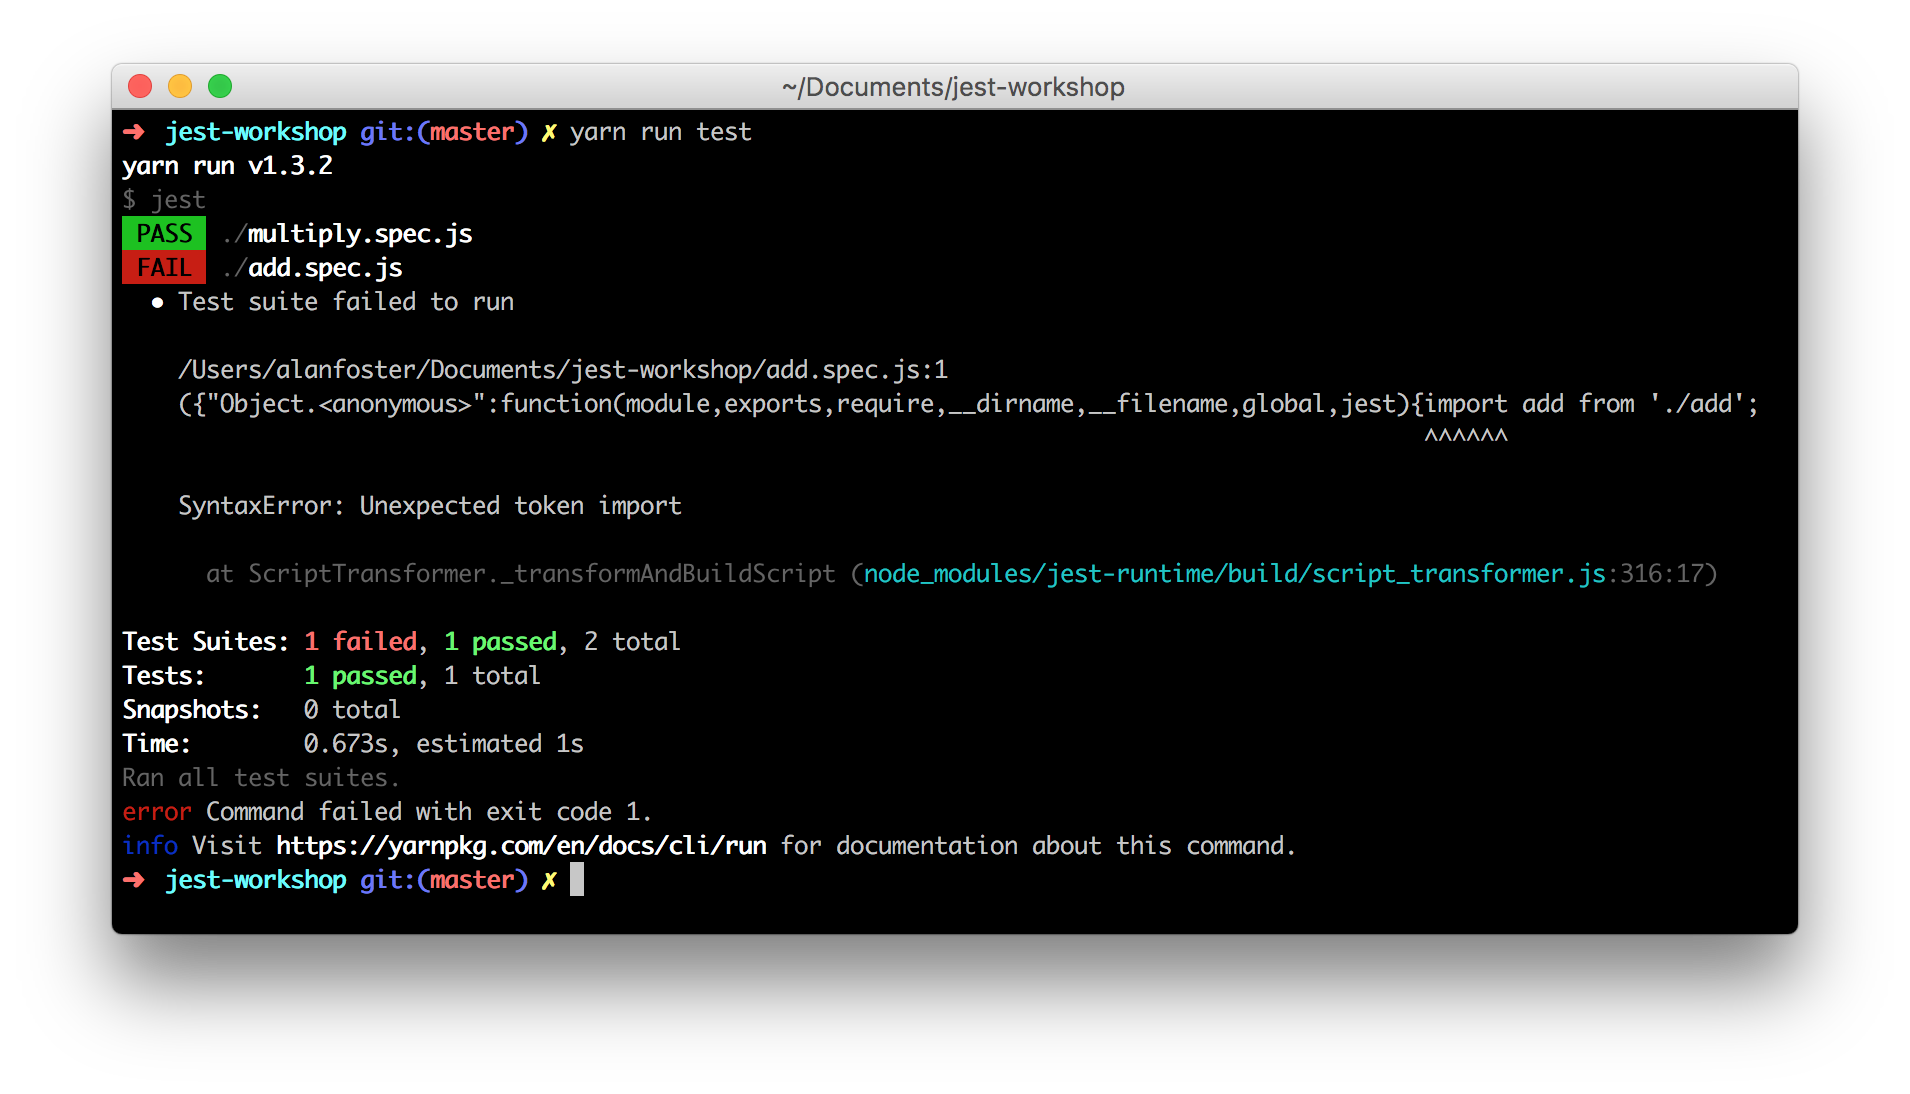 ~/Documents/jest-workshop
➜ jest-workshop git:(master) ✗ yarn run test
yarn run v1.3.2
$ jest
PASS ./multiply.spec.js
FAIL ./add.spec.js
● Test suite failed to run
/Users/alanfoster/Documents/jest-workshop/add.spec.js:1
({"Object.<anonymous>":function(module,exports,require,__dirname,__filename,global,jest){import add from './add';
^^^^^^
SyntaxError: Unexpected token import
at ScriptTransformer._transformAndBuildScript (node_modules/jest-runtime/build/script_transformer.js:316:17)
Test Suites: 1 failed, 1 passed, 2 total
Tests: 1 passed, 1 total
Snapshots: 0 total
Time: 0.673s, estimated 1s
Ran all test suites.
error Command failed with exit code 1.
info Visit https://yarnpkg.com/en/docs/cli/run for documentation about this command.
➜ jest-workshop git:(master) ✗